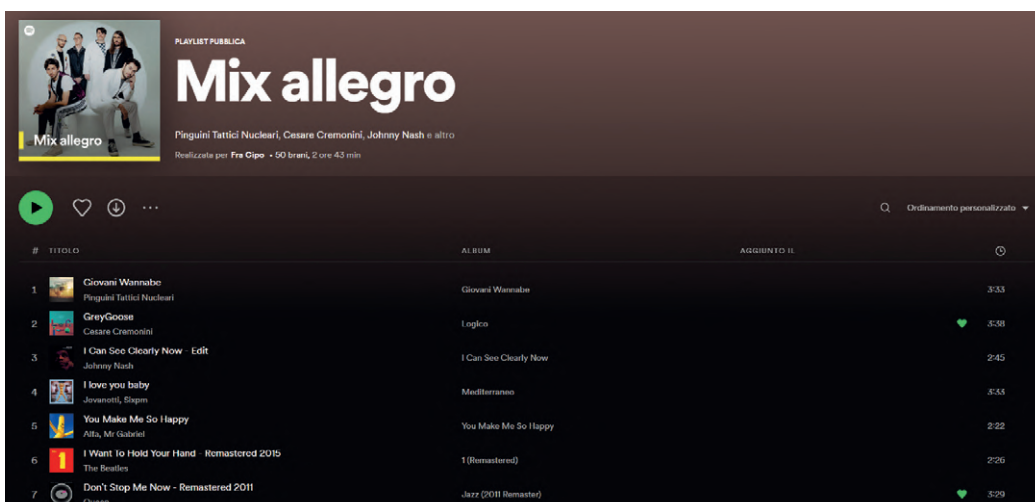 PLAYLIST PUBBLICA
Mix allegro
Mix allegro
Pinguini Tattici Nucleari, Cesare Cremonini, Johnny Nash e altro
Realizzata per Fra Cipo • 50 brani, 2 ore 43 min
Ordinamento personalizzato
# TITOLO ALBUM AGGIUNTO IL
1 Giovani Wannabe Giovani Wannabe 3:33
Pinguini Tattici Nucleari
2 GreyGoose Logico 3:38
Cesare Cremonini
3 I Can See Clearly Now - Edit I Can See Clearly Now 2:45
Johnny Nash
4 I love you baby Mediterraneo 3:33
Jovanotti, Sixpm
5 You Make Me So Happy You Make Me So Happy 2:22
Alfa, Mr Gabriel
6 I Want To Hold Your Hand - Remastered 2015 1 (Remastered) 2:26
The Beatles
7 Don't Stop Me Now - Remastered 2011 Jazz (2011 Remaster) 3:29
Queen